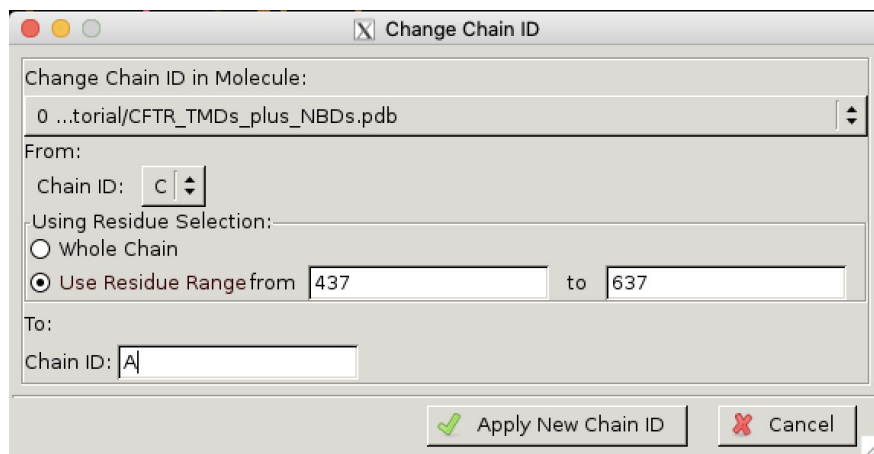 Change Chain ID
Change Chain ID in Molecule:
0 ...torial/CFTR_TMDs_plus_NBDs.pdb
From:
Chain ID: C
Using Residue Selection:
Whole Chain
Use Residue Range from 437 to 637
To:
Chain ID: A
Apply New Chain ID Cancel